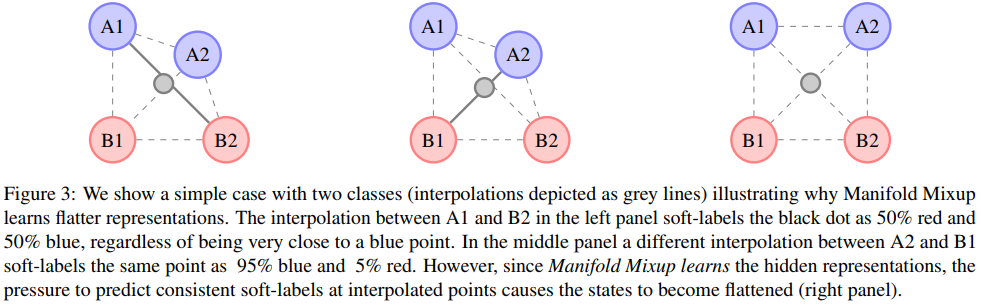 A1 A2 B1 B2
A1 A2 B1 B2
A1 A2 B1 B2
Figure 3: We show a simple case with two classes (interpolations depicted as grey lines) illustrating why Manifold Mixup
learns flatter representations. The interpolation between A1 and B2 in the left panel soft-labels the black dot as 50% red and
50% blue, regardless of being very close to a blue point. In the middle panel a different interpolation between A2 and B1
soft-labels the same point as 95% blue and 5% red. However, since Manifold Mixup learns the hidden representations, the
pressure to predict consistent soft-labels at interpolated points causes the states to become flattened (right panel).